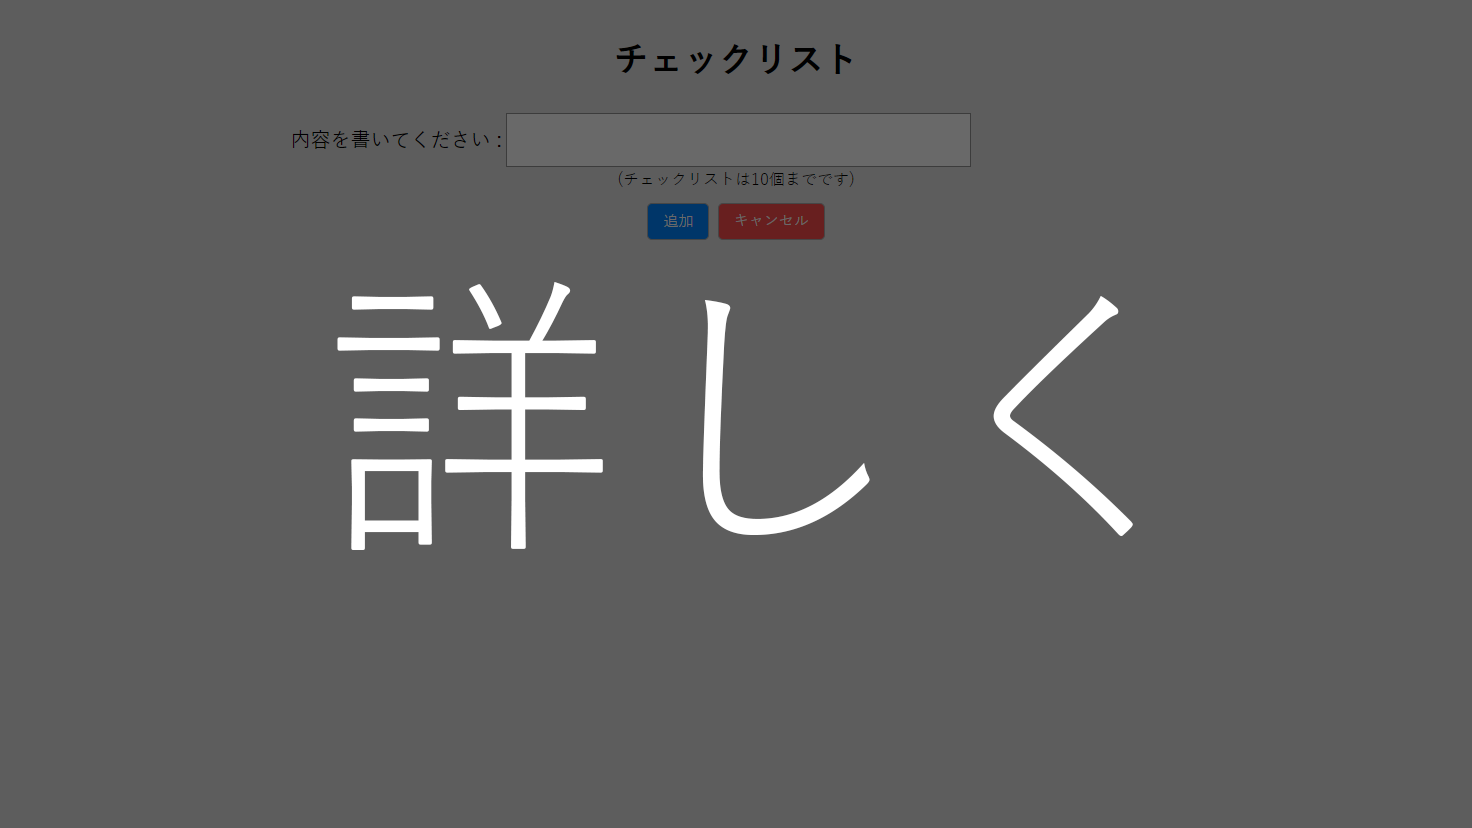 チェックリスト
内容を書いてください :
(チェックリストは10個までです)
追加 キャンセル
詳しく